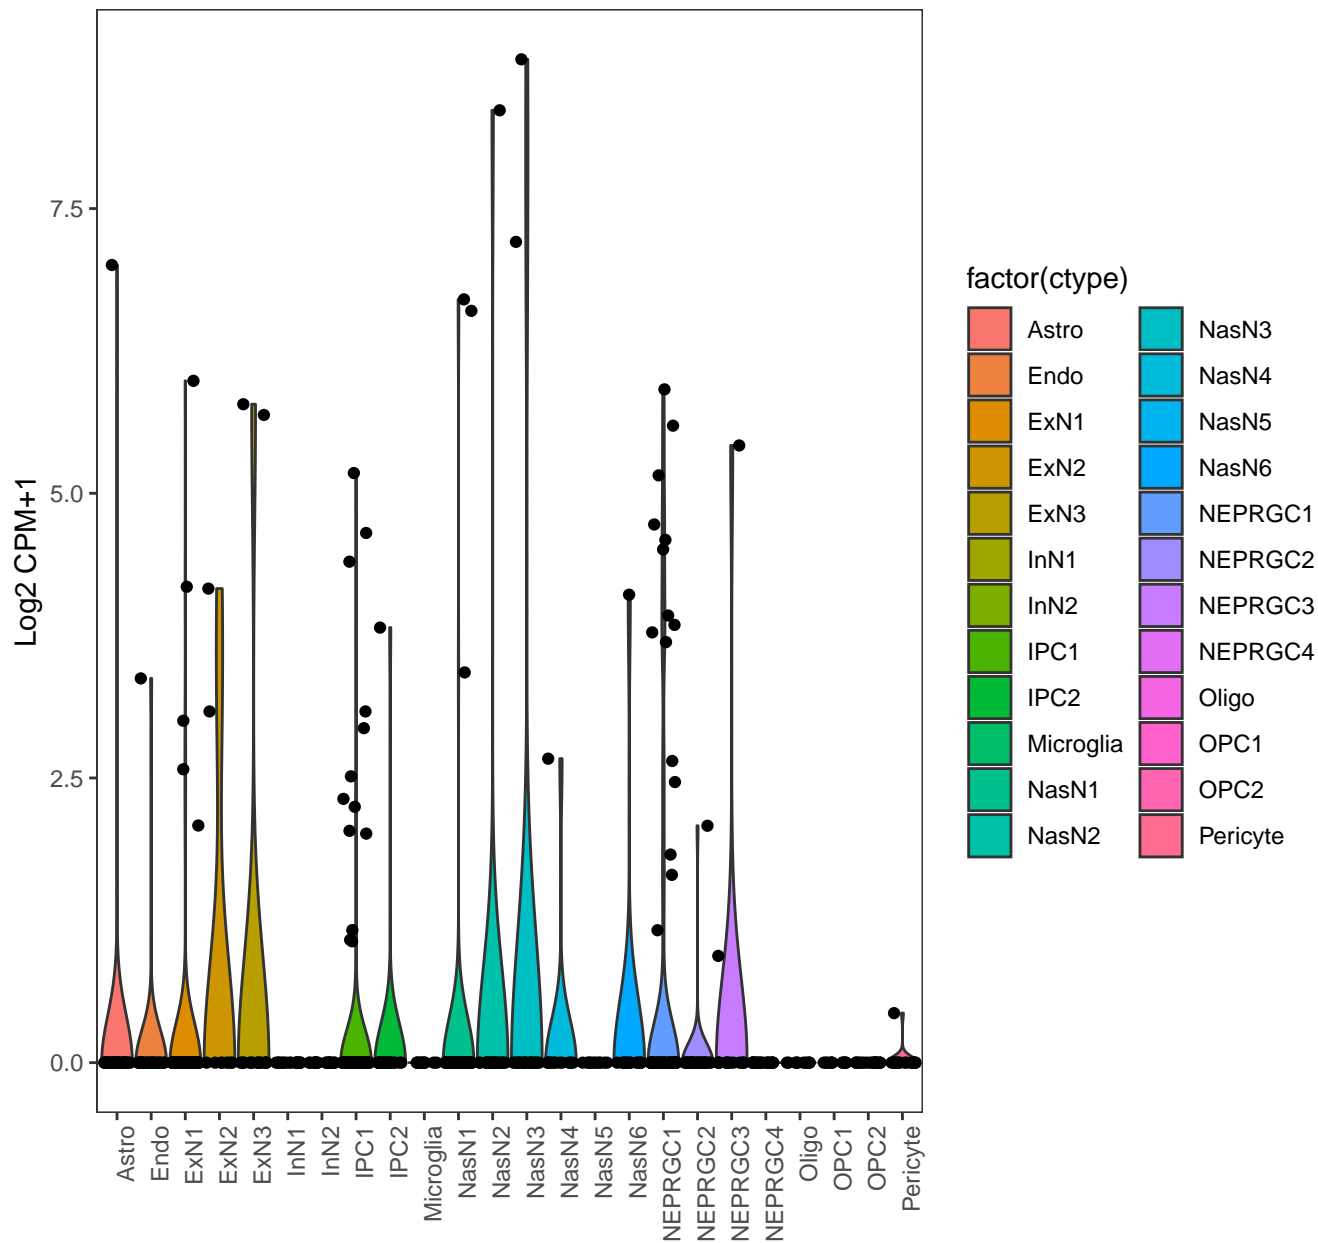 Log2 CPM+1
7.5
5.0
2.5
0.0
Astro
Endo
ExN1
ExN2
ExN3
InN1
InN2
IPC1
IPC2
Microglia
NasN1
NasN2
NasN3
NasN4
NasN5
NasN6
NEPRGC1
NEPRGC2
NEPRGC3
NEPRGC4
Oligo
OPC1
OPC2
Pericyte
factor(ctype)
Astro
Endo
ExN1
ExN2
ExN3
InN1
InN2
IPC1
IPC2
Microglia
NasN1
NasN2
NasN3
NasN4
NasN5
NasN6
NEPRGC1
NEPRGC2
NEPRGC3
NEPRGC4
Oligo
OPC1
OPC2
Pericyte